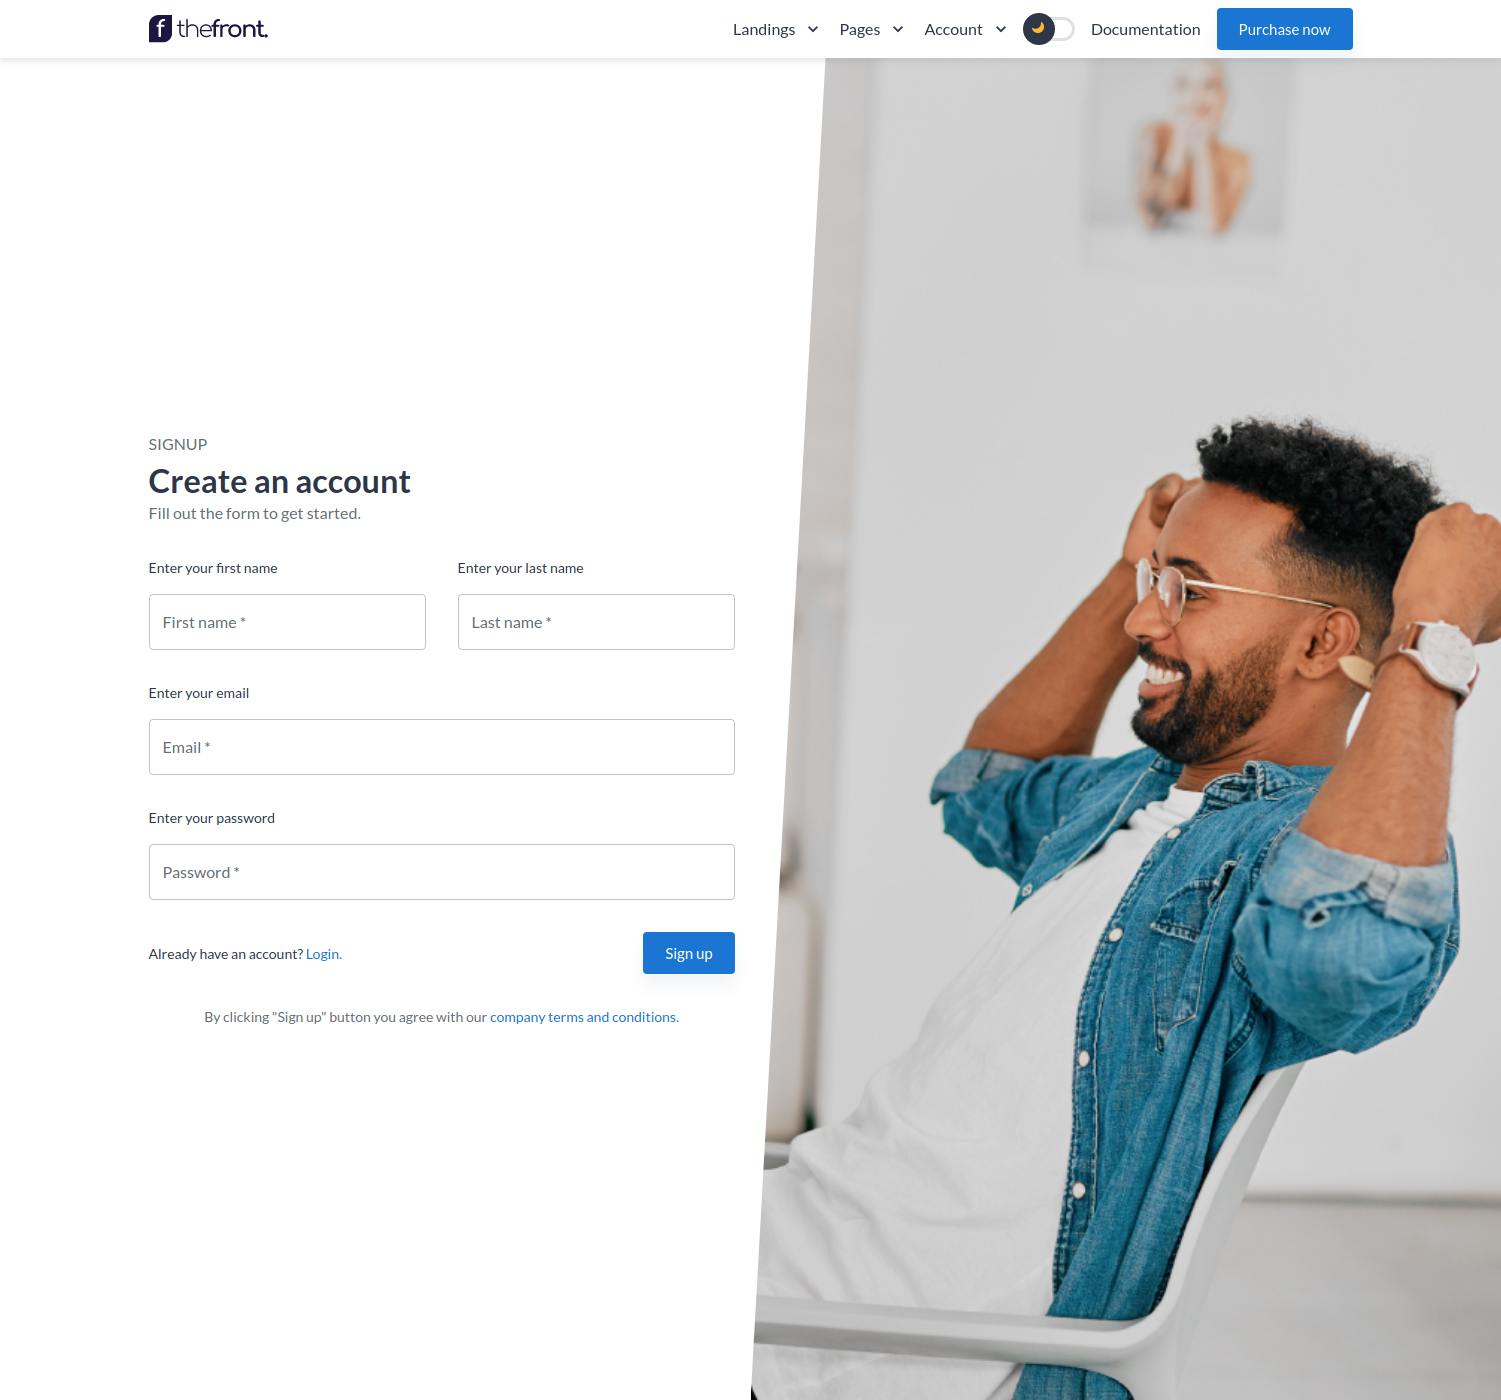 f thefront.
Landings Pages Account Documentation Purchase now
SIGNUP
Create an account
Fill out the form to get started.
Enter your first name Enter your last name
First name * Last name *
Enter your email
Email *
Enter your password
Password *
Already have an account? Login. Sign up
By clicking "Sign up" button you agree with our company terms and conditions.